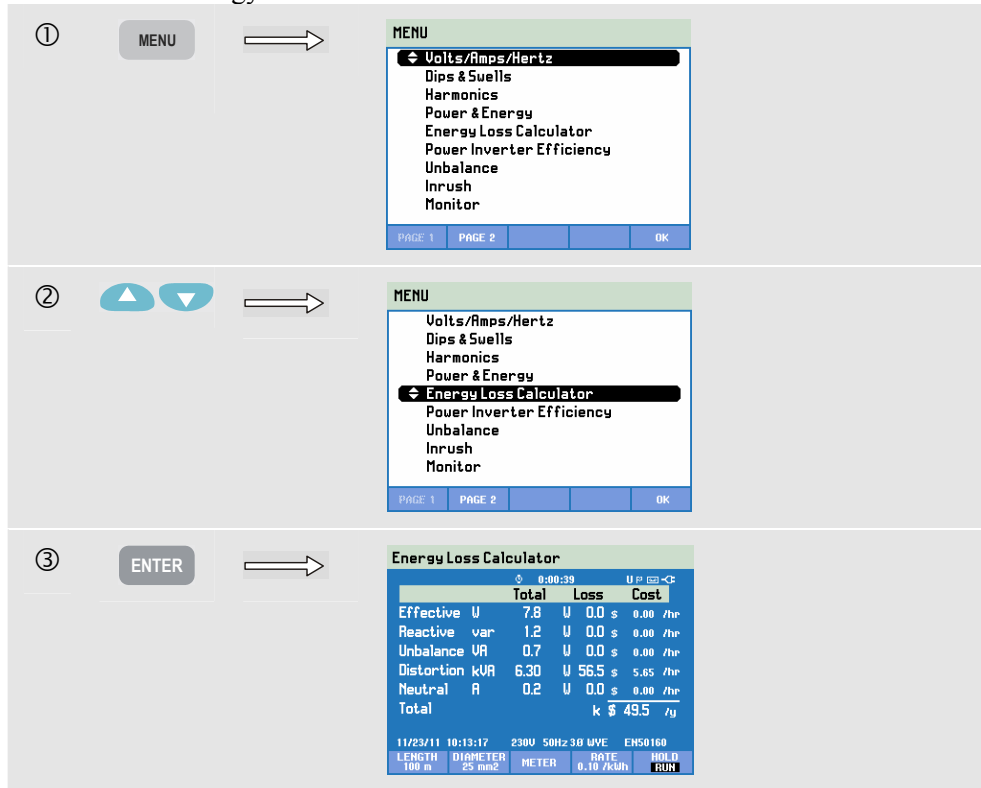 ① MENU
MENU
Volts/Amps/Hertz
Dips & Swells
Harmonics
Power & Energy
Energy Loss Calculator
Power Inverter Efficiency
Unbalance
Inrush
Monitor
PAGE 1 PAGE 2 OK
②
MENU
Volts/Amps/Hertz
Dips & Swells
Harmonics
Power & Energy
Energy Loss Calculator
Power Inverter Efficiency
Unbalance
Inrush
Monitor
PAGE 1 PAGE 2 OK
③ ENTER
Energy Loss Calculator
0:00:39 U P
Total Loss Cost
Effective W 7.8 W 0.0 $ 0.00 /hr
Reactive var 1.2 W 0.0 $ 0.00 /hr
Unbalance VA 0.7 W 0.0 $ 0.00 /hr
Distortion kVA 6.30 W 56.5 $ 5.65 /hr
Neutral A 0.2 W 0.0 $ 0.00 /hr
Total k $ 49.5 /y
11/23/11 10:13:17 230V 50Hz 3Ø WYE EN50160
LENGTH DIAMETER METER RATE HOLD
100 m 25 mm2 0.10 /kWh RUN